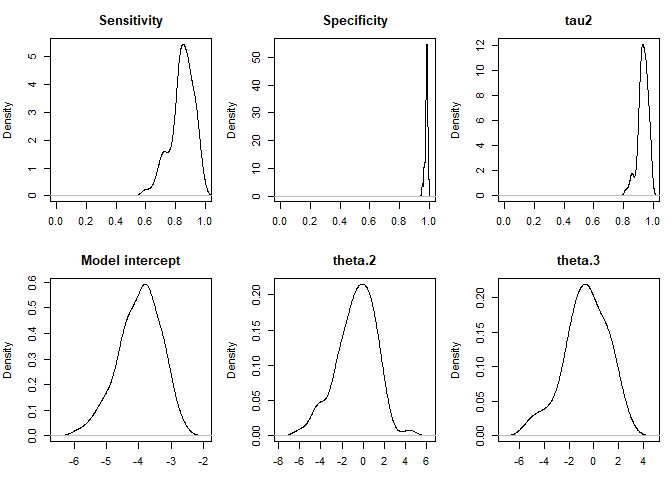 Sensitivity
Density
0 1 2 3 4 5
0.0 0.2 0.4 0.6 0.8 1.0
Specificity
Density
0 10 20 30 40 50
0.0 0.2 0.4 0.6 0.8 1.0
tau2
Density
0 2 4 6 8 10 12
0.0 0.2 0.4 0.6 0.8 1.0
Model intercept
Density
0.0 0.1 0.2 0.3 0.4 0.5 0.6
-6 -5 -4 -3 -2
theta.2
Density
0.00 0.05 0.10 0.15 0.20
-8 -6 -4 -2 0 2 4 6
theta.3
Density
0.00 0.05 0.10 0.15 0.20
-6 -4 -2 0 2 4